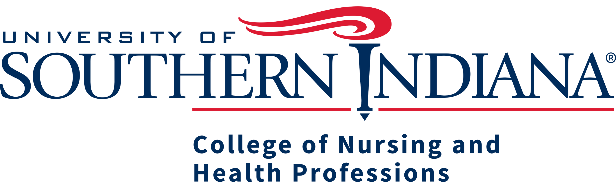 UNIVERSITY OF
SOUTHERN INDIANA®
College of Nursing and
Health Professions